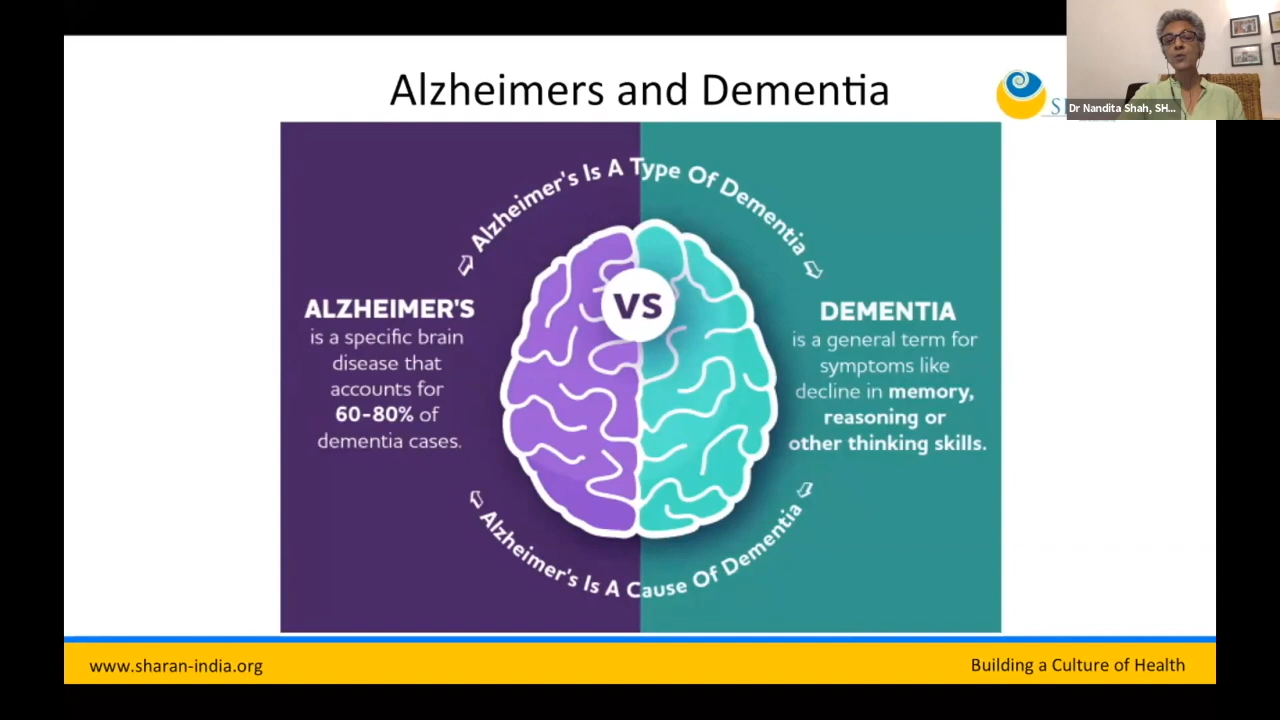 Alzheimers and Dementia
Dr Nandita Shah, SH...
Alzheimer's Is A Type Of Dementia
VS
ALZHEIMER'S
is a specific brain
disease that
accounts for
60-80% of
dementia cases.
DEMENTIA
is a general term for
symptoms like
decline in memory,
reasoning or
other thinking skills.
Alzheimer's Is A Cause Of Dementia
www.sharan-india.org
Building a Culture of Health